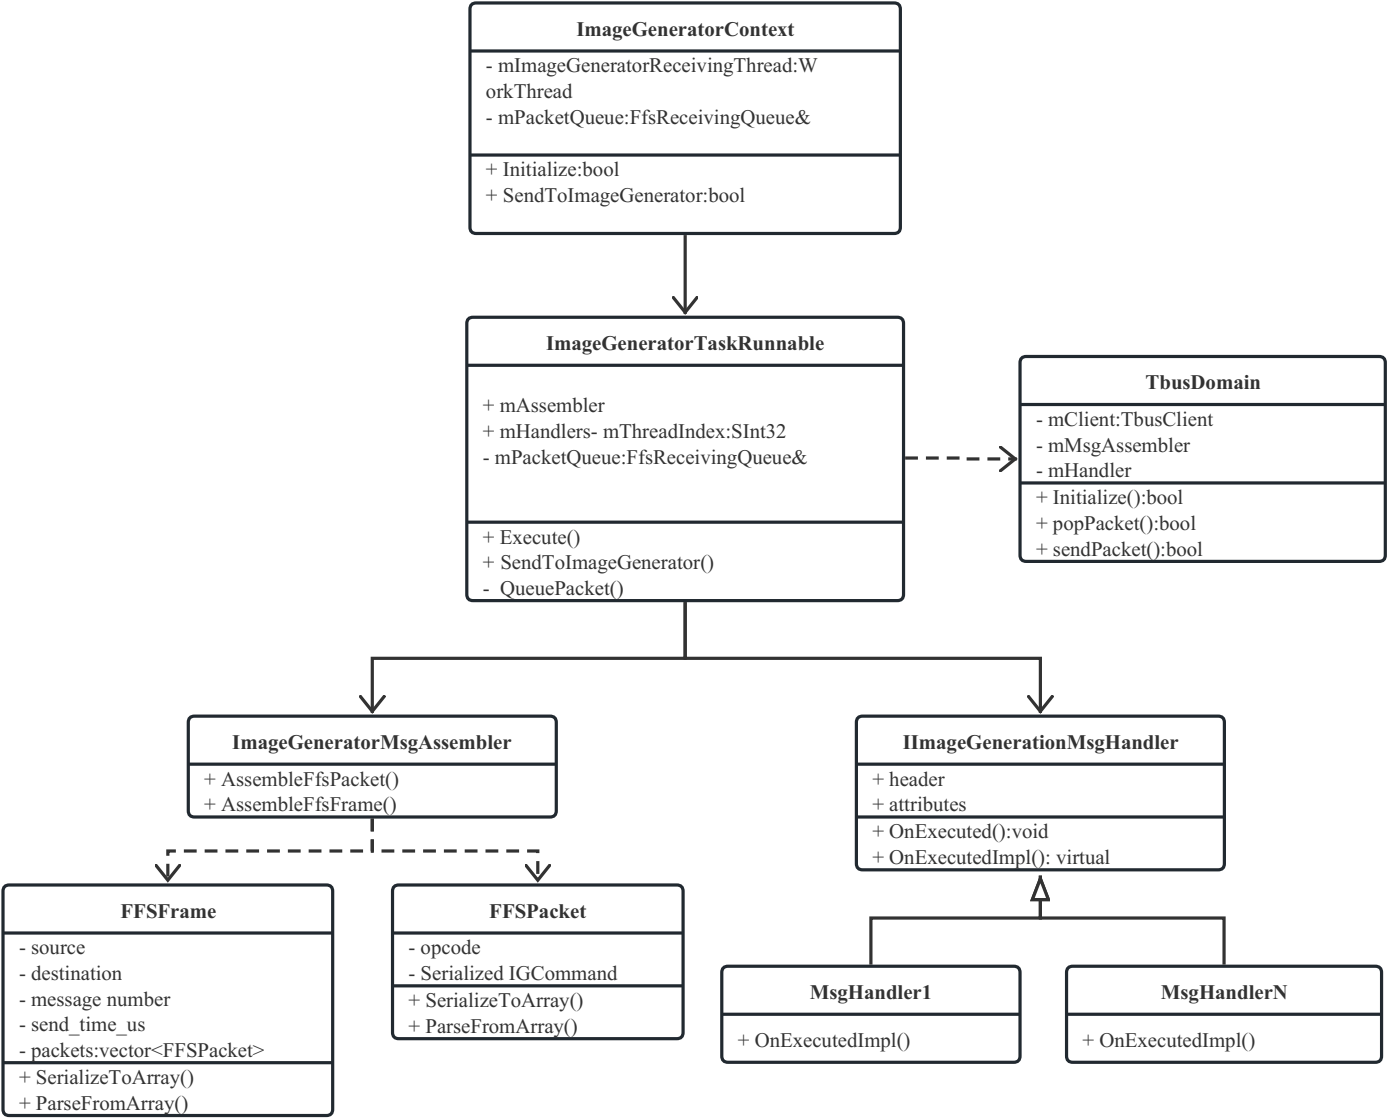 ImageGeneratorContext
- mImageGeneratorReceivingThread:W
orkThread
- mPacketQueue:FfsReceivingQueue&
+ Initialize:bool
+ SendToImageGenerator:bool
ImageGeneratorTaskRunnable
+ mAssembler
+ mHandlers- mThreadIndex:SInt32
- mPacketQueue:FfsReceivingQueue&
+ Execute()
+ SendToImageGenerator()
-  QueuePacket()
TbusDomain
- mClient:TbusClient
- mMsgAssembler
- mHandler
+ Initialize():bool
+ popPacket():bool
+ sendPacket():bool
ImageGeneratorMsgAssembler
+ AssembleFfsPacket()
+ AssembleFfsFrame()
IImageGenerationMsgHandler
+ header
+ attributes
+ OnExecuted():void
+ OnExecutedImpl(): virtual
FFSFrame
- source
- destination
- message number
- send_time_us
- packets:vector<FFSPacket>
+ SerializeToArray()
+ ParseFromArray()
FFSPacket
- opcode
- Serialized IGCommand
+ SerializeToArray()
+ ParseFromArray()
MsgHandler1
+ OnExecutedImpl()
MsgHandlerN
+ OnExecutedImpl()